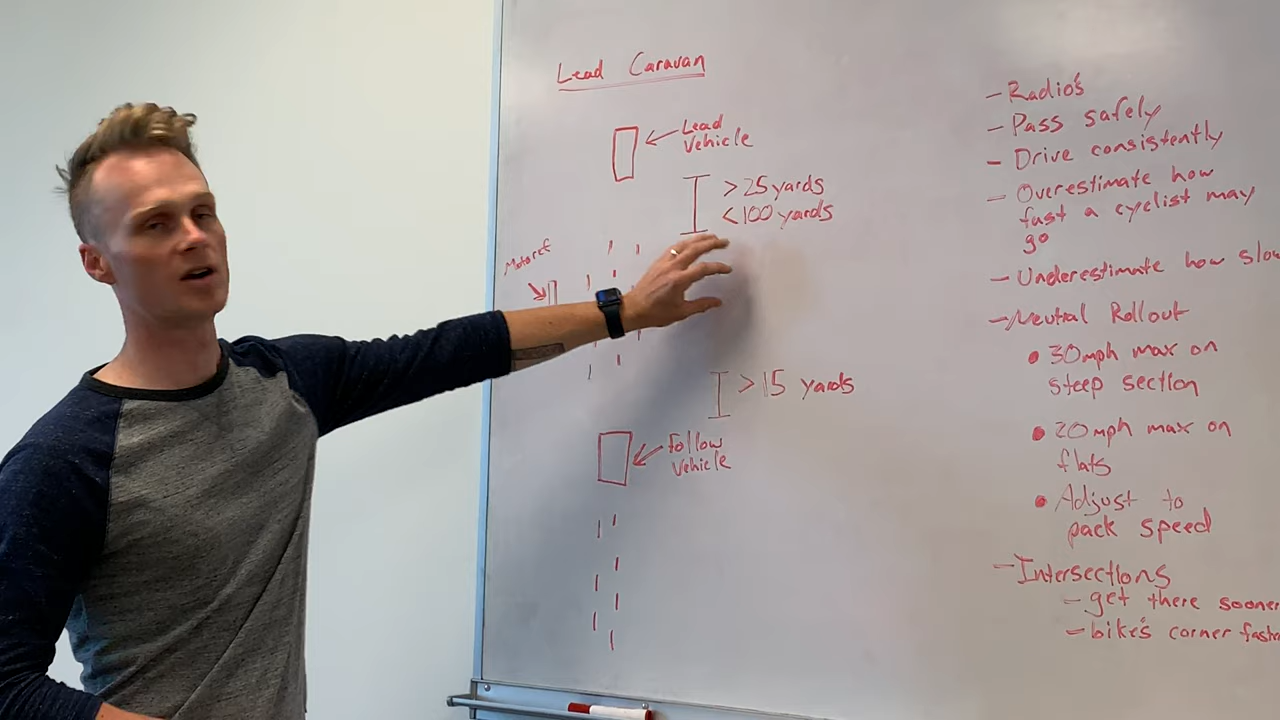 Lead Caravan
Lead
Vehicle
> 25 yards
< 100 yards
Motoref
> 15 yards
Follow
Vehicle
- Radio's
- Pass safely
- Drive consistently
- Overestimate how
fast a cyclist may
go
- Underestimate how slow
- Neutral Rollout
• 30mph max on
steep section
• 20mph max on
flats
• Adjust to
pack speed
- Intersections
- get there sooner
- bike's corner